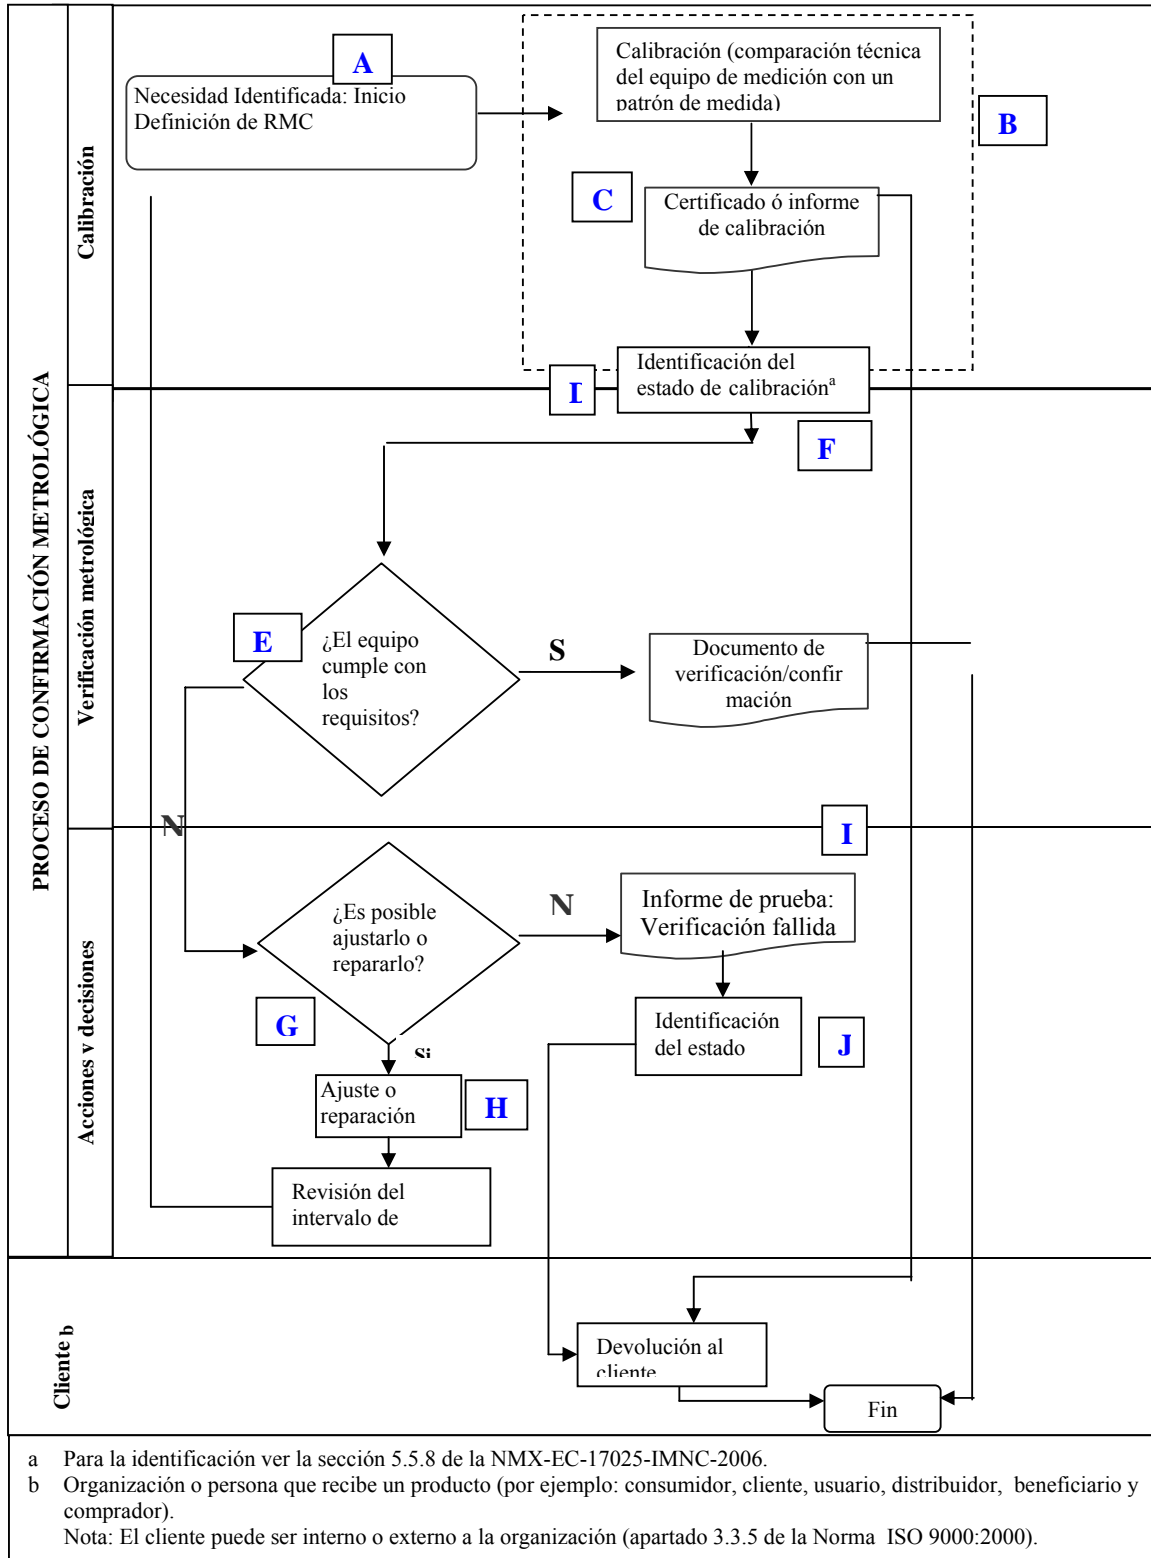 PROCESO DE CONFIRMACIÓN METROLÓGICA
Calibración
A
Necesidad Identificada: Inicio
Definición de RMC
Calibración (comparación técnica
del equipo de medición con un
patrón de medida)
B
C
Certificado ó informe
de calibración
Identificación del
estado de calibraciónª
F
Verificación metrológica
E
¿El equipo
cumple con
los
requisitos?
S
Documento de
verificación/confir
mación
N
I
Acciones y decisiones
¿Es posible
ajustarlo o
repararlo?
N
Informe de prueba:
Verificación fallida
G
Si
Identificación
del estado
J
Ajuste o
reparación
H
Revisión del
intervalo de
Cliente b
Devolución al
cliente
Fin
a Para la identificación ver la sección 5.5.8 de la NMX-EC-17025-IMNC-2006.
b Organización o persona que recibe un producto (por ejemplo: consumidor, cliente, usuario, distribuidor, beneficiario y
comprador).
Nota: El cliente puede ser interno o externo a la organización (apartado 3.3.5 de la Norma ISO 9000:2000).